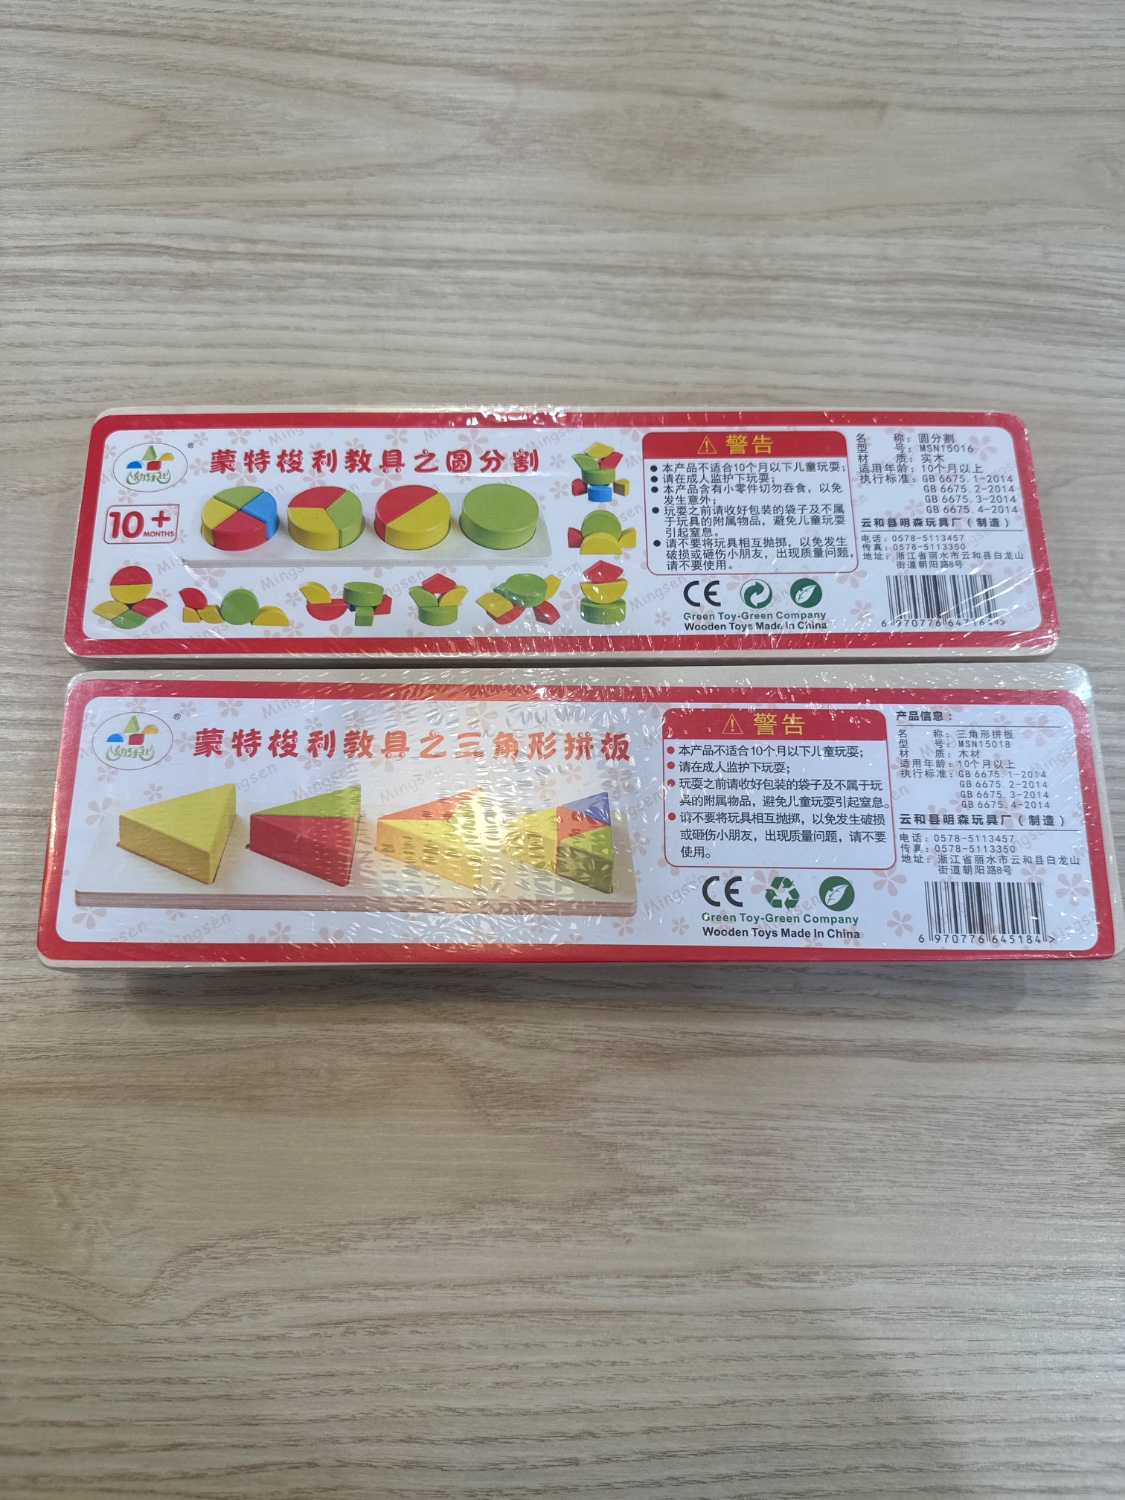 幼乐比
®
蒙特梭利教具之圆分割
10+
MONTHS
警告
● 本产品不适合10个月以下儿童玩耍;
● 请在成人监护下玩耍;
● 本产品含有小零件切勿吞食,以免
发生意外;
● 玩耍之前请收好包装的袋子及不属
于玩具的附属物品,避免儿童玩耍
引起窒息。
● 请不要将玩具相互抛掷,以免发生
破损或砸伤小朋友,出现质量问题,
请不要使用。
CE
Green Toy-Green Company
Wooden Toys Made In China
名 称:圆分割
型 号:MSN15016
材 质:实木
适用年龄:10个月以上
执行标准:GB 6675.1-2014
GB 6675.2-2014
GB 6675.3-2014
GB 6675.4-2014
云和县明森玩具厂(制造)
电话:0578-5113457
传真:0578-5113350
地址:浙江省丽水市云和县白龙山
街道朝阳路8号
Mingsen
幼乐比
®
蒙特梭利教具之三角形拼板
警告
● 本产品不适合10个月以下儿童玩耍;
● 请在成人监护下玩耍;
● 玩耍之前请收好包装的袋子及不属于玩
具的附属物品,避免儿童玩耍引起窒息。
● 请不要将玩具相互抛掷,以免发生破损
或砸伤小朋友,出现质量问题,请不要
使用。
CE
Green Toy-Green Company
Wooden Toys Made In China
产品信息:
名 称:三角形拼板
型 号:MSN15018
材 质:木材
适用年龄:10个月以上
执行标准:GB 6675.1-2014
GB 6675.2-2014
GB 6675.3-2014
GB 6675.4-2014
云和县明森玩具厂(制造)
电话:0578-5113457
传真:0578-5113350
地址:浙江省丽水市云和县白龙山
街道朝阳路8号
6 970776 645184 >
Mingsen